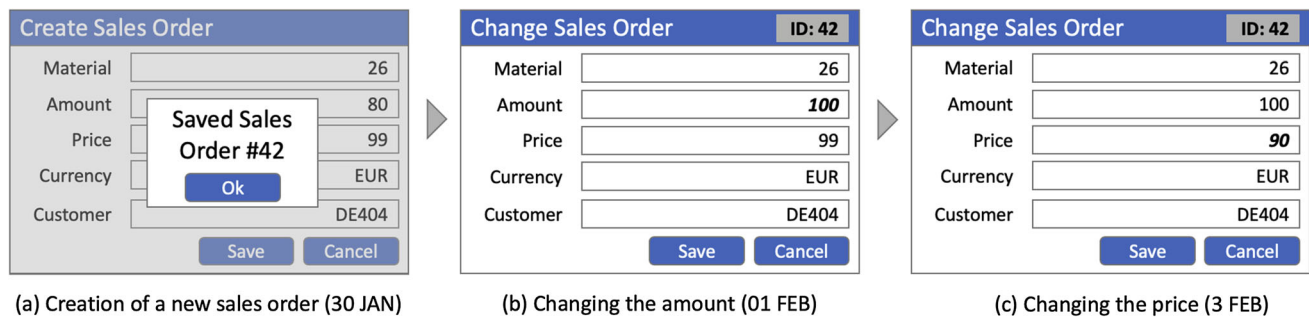 Create Sales Order
Material 26
Amount 80
Price 99
Currency EUR
Customer DE404
Saved Sales
Order #42
Ok
Save Cancel
(a) Creation of a new sales order (30 JAN)
Change Sales Order ID: 42
Material 26
Amount 100
Price 99
Currency EUR
Customer DE404
Save Cancel
(b) Changing the amount (01 FEB)
Change Sales Order ID: 42
Material 26
Amount 100
Price 90
Currency EUR
Customer DE404
Save Cancel
(c) Changing the price (3 FEB)